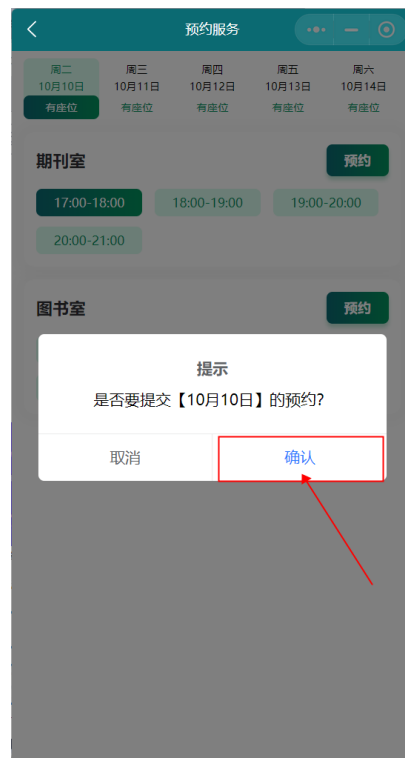 预约服务
周二 周三 周四 周五 周六
10月10日 10月11日 10月12日 10月13日 10月14日
有座位 有座位 有座位 有座位 有座位
期刊室 预约
17:00-18:00 18:00-19:00 19:00-20:00
20:00-21:00
图书室 预约
提示
是否要提交【10月10日】的预约?
取消 确认